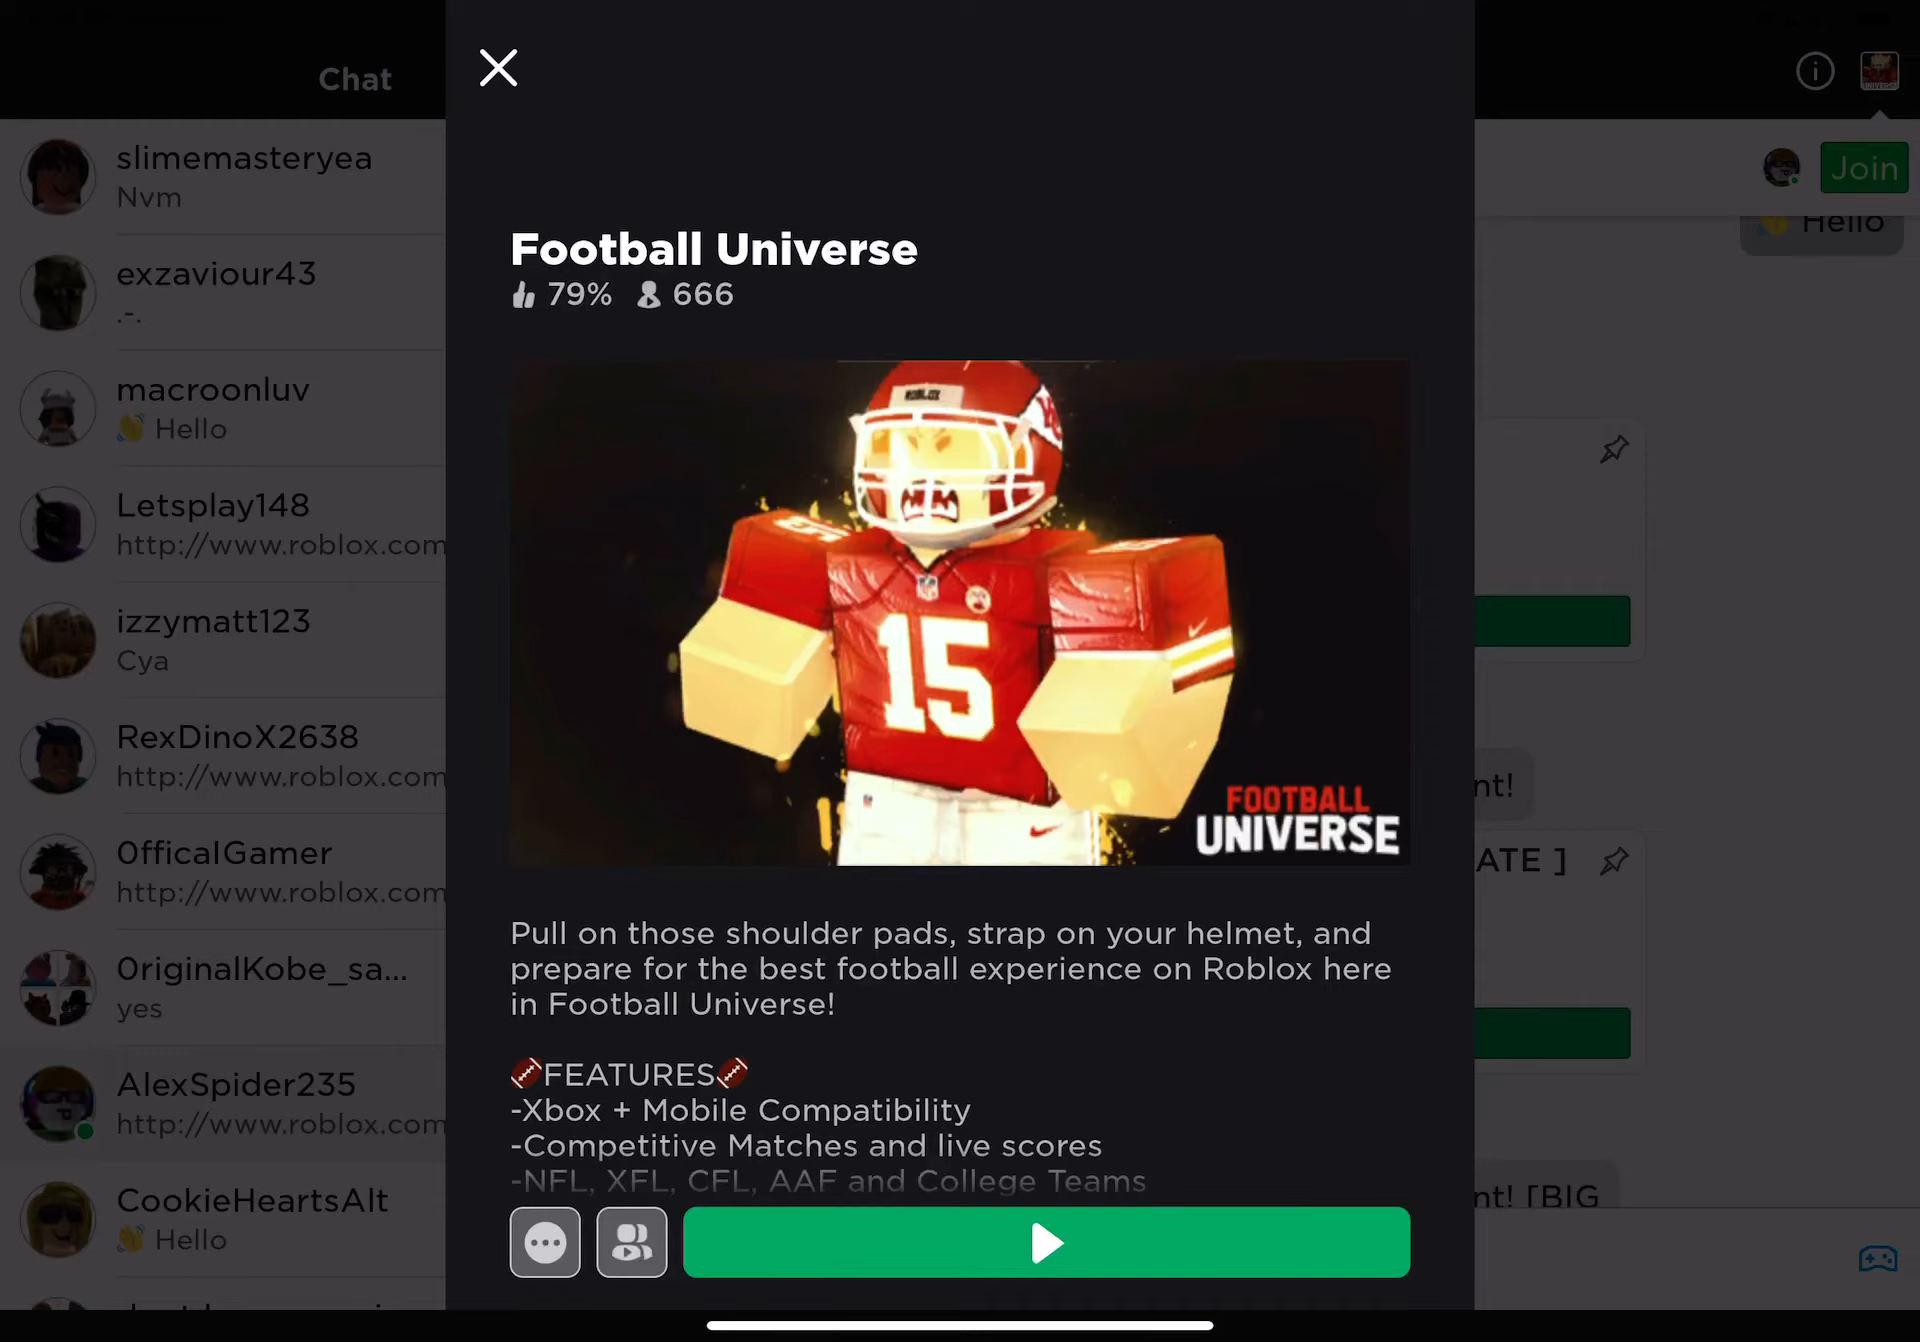 Chat
slimemasteryea
Nvm
exzaviour43
.-.
macroonluv
👋 Hello
Letsplay148
http://www.roblox.com
izzymatt123
Cya
RexDinoX2638
http://www.roblox.com
0fficalGamer
http://www.roblox.com
0riginalKobe_sa...
yes
AlexSpider235
http://www.roblox.com
CookieHeartsAlt
👋 Hello
Football Universe
79% 666
ROBLOX
15
FOOTBALL
UNIVERSE
Pull on those shoulder pads, strap on your helmet, and
prepare for the best football experience on Roblox here
in Football Universe!
🏈FEATURES🏈
-Xbox + Mobile Compatibility
-Competitive Matches and live scores
-NFL, XFL, CFL, AAF and College Teams
Join
👋 Hello
nt!
ATE ]
nt! [BIG